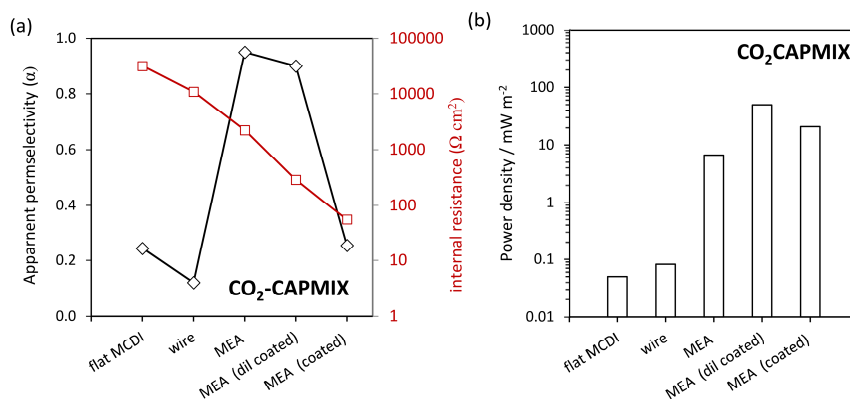 (a)
1.0
0.8
0.6
0.4
0.2
0.0
Apparnent permselectivity (α)
100000
10000
1000
100
10
1
internal resistance (Ω cm²)
CO₂-CAPMIX
flat MCDI
wire
MEA
MEA (dil coated)
MEA (coated)
(b)
1000
100
10
1
0.1
0.01
Power density / mW m⁻²
CO₂CAPMIX
flat MCDI
wire
MEA
MEA (dil coated)
MEA (coated)